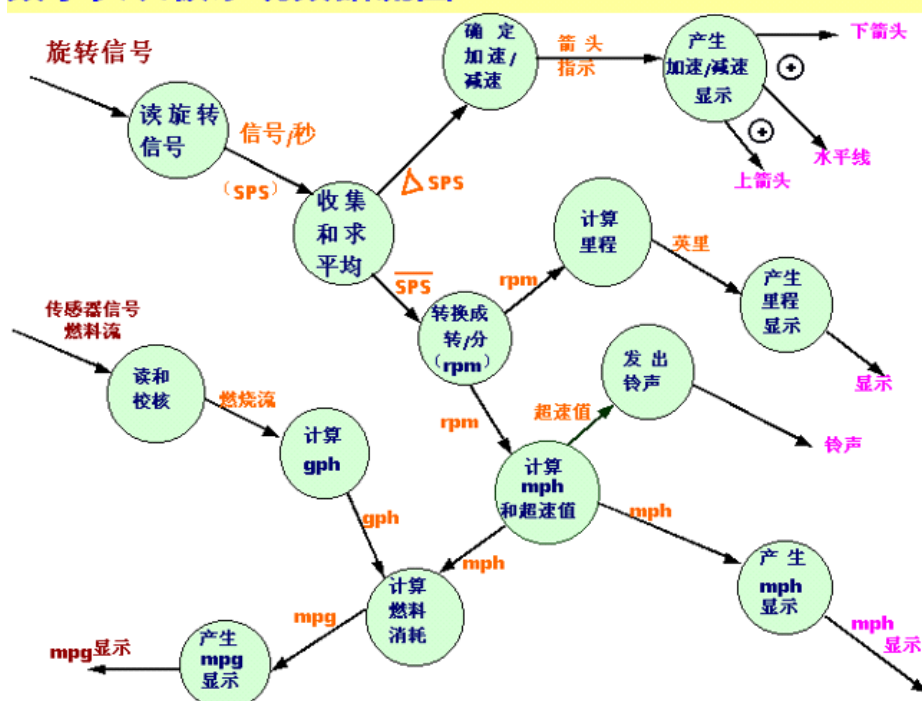 旋转信号
读旋转
信号
信号/秒
(SPS)
收集
和求
平均
△ SPS
确 定
加速/
减速
箭 头
指示
产生
加速/减速
显示
下箭头
水平线
上箭头
SPS
转换成
转/分
(rpm)
rpm
计算
里程
英里
产生
里程
显示
显示
传感器信号
燃料流
读和
校核
燃烧流
计算
gph
gph
rpm
计算
mph
和超速值
超速值
发 出
铃声
铃声
mph
产 生
mph
显示
mph
显示
mph
计算
燃料
消耗
mpg
产生
mpg
显示
mpg显示